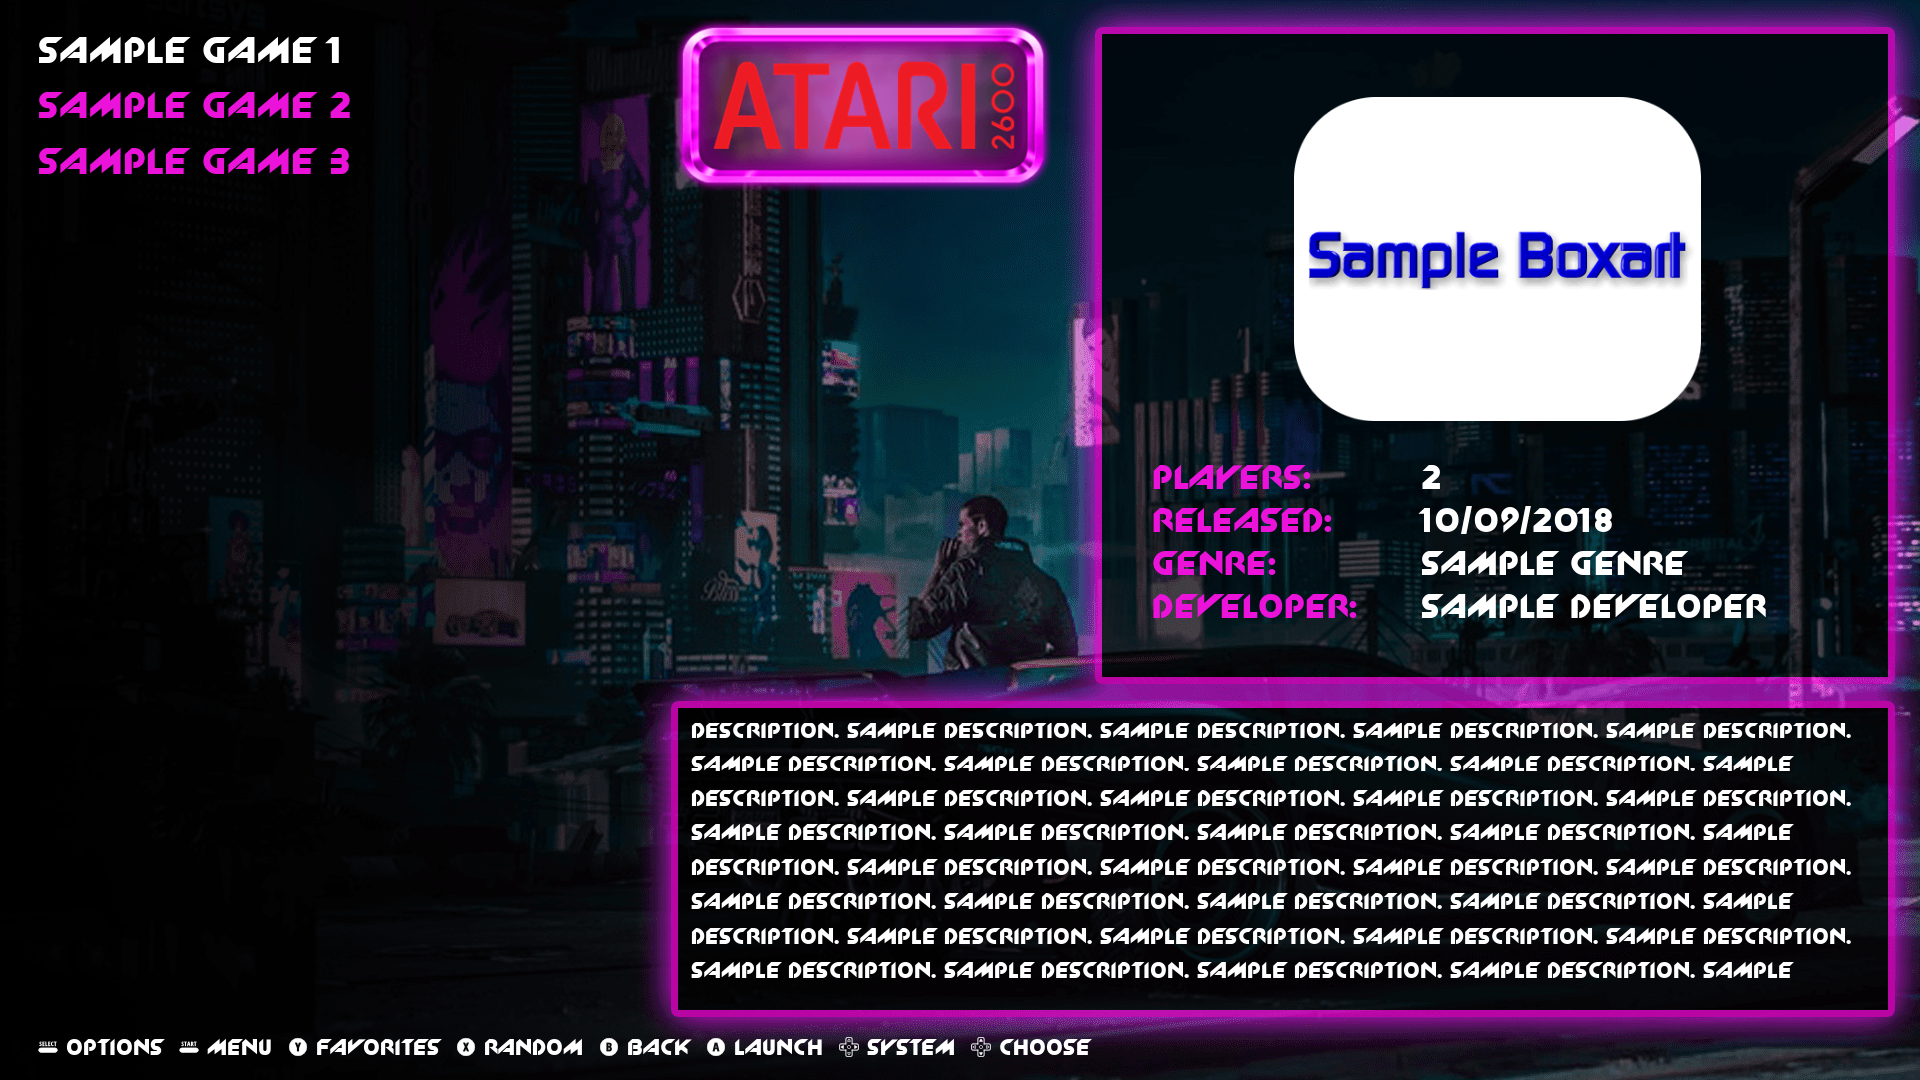 SAMPLE GAME 1
SAMPLE GAME 2
SAMPLE GAME 3
ATARI 2600
Sample Boxart
PLAYERS: 2
RELEASED: 10/09/2018
GENRE: SAMPLE GENRE
DEVELOPER: SAMPLE DEVELOPER
DESCRIPTION. SAMPLE DESCRIPTION. SAMPLE DESCRIPTION. SAMPLE DESCRIPTION. SAMPLE DESCRIPTION.
SAMPLE DESCRIPTION. SAMPLE DESCRIPTION. SAMPLE DESCRIPTION. SAMPLE DESCRIPTION. SAMPLE
DESCRIPTION. SAMPLE DESCRIPTION. SAMPLE DESCRIPTION. SAMPLE DESCRIPTION. SAMPLE DESCRIPTION.
SAMPLE DESCRIPTION. SAMPLE DESCRIPTION. SAMPLE DESCRIPTION. SAMPLE DESCRIPTION. SAMPLE
DESCRIPTION. SAMPLE DESCRIPTION. SAMPLE DESCRIPTION. SAMPLE DESCRIPTION. SAMPLE DESCRIPTION.
SAMPLE DESCRIPTION. SAMPLE DESCRIPTION. SAMPLE DESCRIPTION. SAMPLE DESCRIPTION. SAMPLE
DESCRIPTION. SAMPLE DESCRIPTION. SAMPLE DESCRIPTION. SAMPLE DESCRIPTION. SAMPLE DESCRIPTION.
SAMPLE DESCRIPTION. SAMPLE DESCRIPTION. SAMPLE DESCRIPTION. SAMPLE DESCRIPTION. SAMPLE
SELECT OPTIONS START MENU Y FAVORITES X RANDOM B BACK A LAUNCH SYSTEM CHOOSE